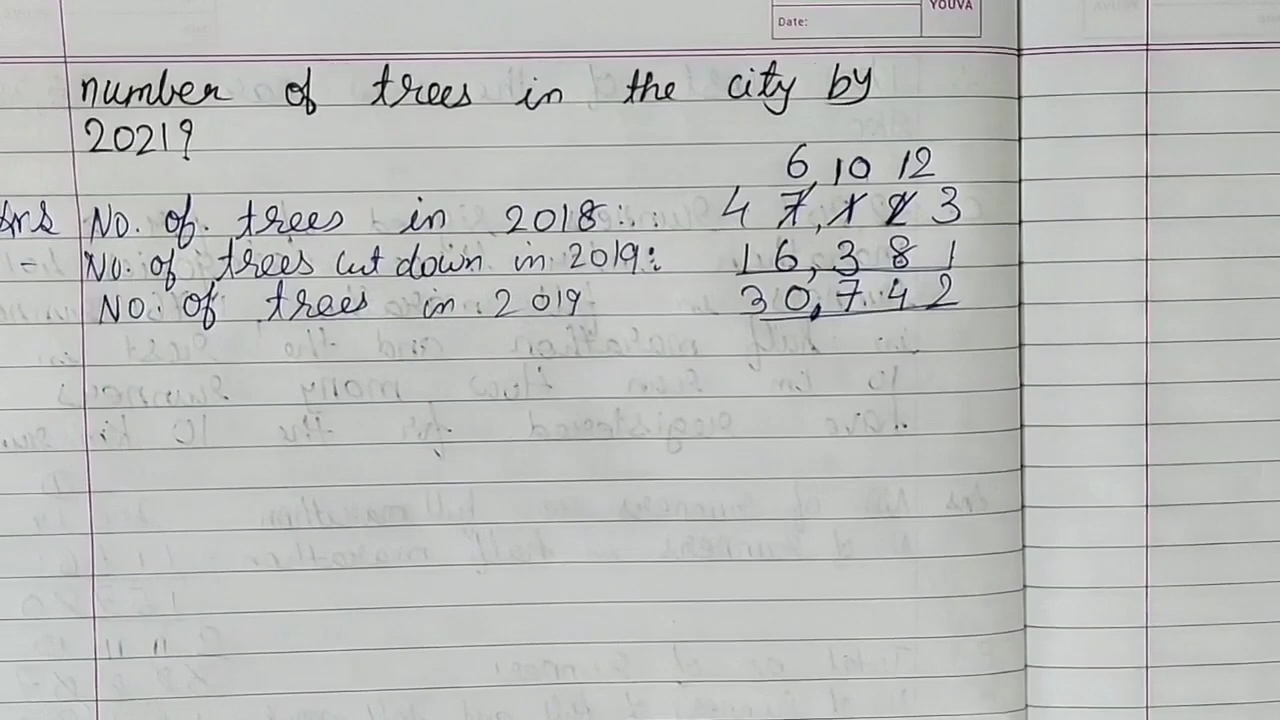 YOUVA
Date:
number of trees in the city by
2021?
6 10 12
Ans No. of. trees in 2018:.. 4 7,1 2 3
No. of trees cut down in 2019: 1 6,3 8 1
No. of trees in 2019 3 0,7 4 2